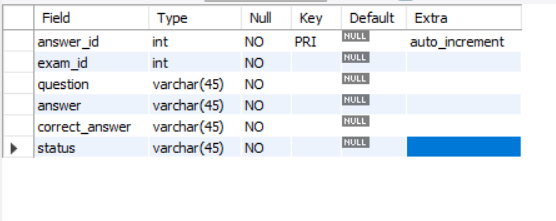 Field Type Null Key Default Extra
answer_id int NO PRI NULL auto_increment
exam_id int NO NULL
question varchar(45) NO NULL
answer varchar(45) NO NULL
correct_answer varchar(45) NO NULL
status varchar(45) NO NULL